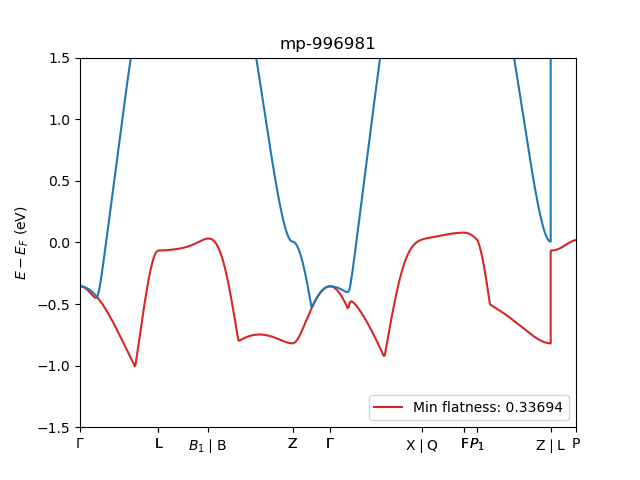 mp-996981
1.5
1.0
0.5
0.0
−0.5
−1.0
−1.5
E − E_F (eV)
Min flatness: 0.33694
Γ L B₁ | B Z Γ X | Q F P₁ Z | L P